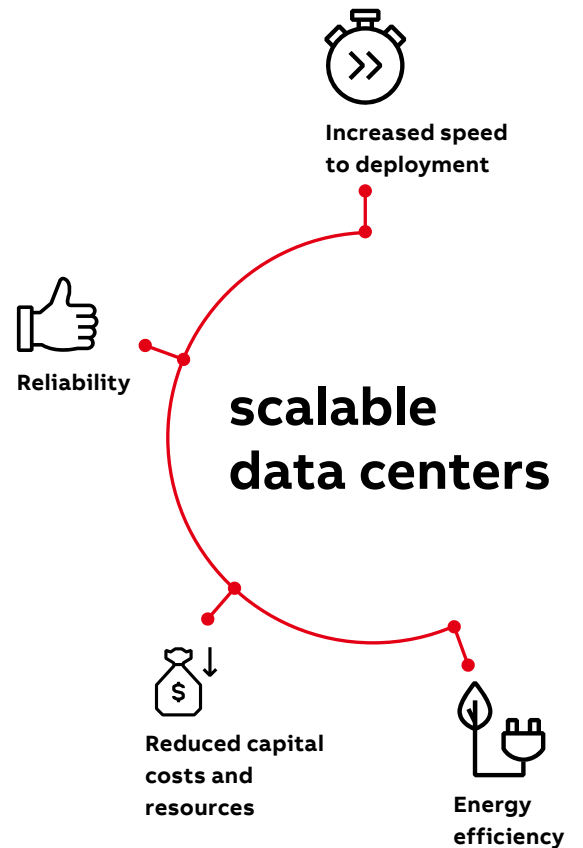 Increased speed
to deployment
Reliability
scalable
data centers
$
Reduced capital
costs and
resources
Energy
efficiency